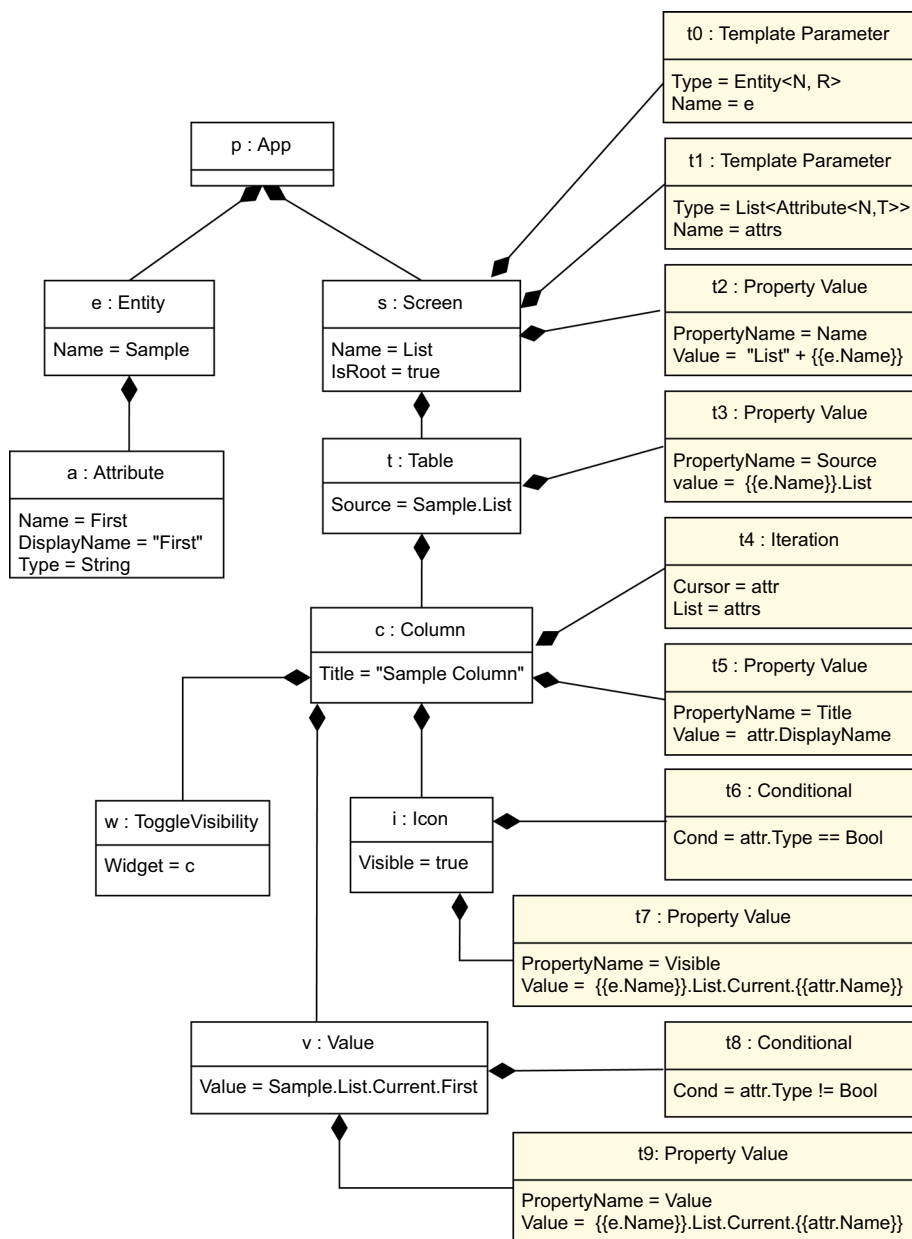 t0 : Template Parameter
Type = Entity<N, R>
Name = e
p : App
t1 : Template Parameter
Type = List<Attribute<N,T>>
Name = attrs
e : Entity
Name = Sample
s : Screen
Name = List
IsRoot = true
t2 : Property Value
PropertyName = Name
Value =  "List" + {{e.Name}}
a : Attribute
Name = First
DisplayName = "First"
Type = String
t : Table
Source = Sample.List
t3 : Property Value
PropertyName = Source
value =  {{e.Name}}.List
t4 : Iteration
Cursor = attr
List = attrs
c : Column
Title = "Sample Column"
t5 : Property Value
PropertyName = Title
Value =  attr.DisplayName
w : ToggleVisibility
Widget = c
i : Icon
Visible = true
t6 : Conditional
Cond = attr.Type == Bool
t7 : Property Value
PropertyName = Visible
Value =  {{e.Name}}.List.Current.{{attr.Name}}
v : Value
Value = Sample.List.Current.First
t8 : Conditional
Cond = attr.Type != Bool
t9: Property Value
PropertyName = Value
Value =  {{e.Name}}.List.Current.{{attr.Name}}